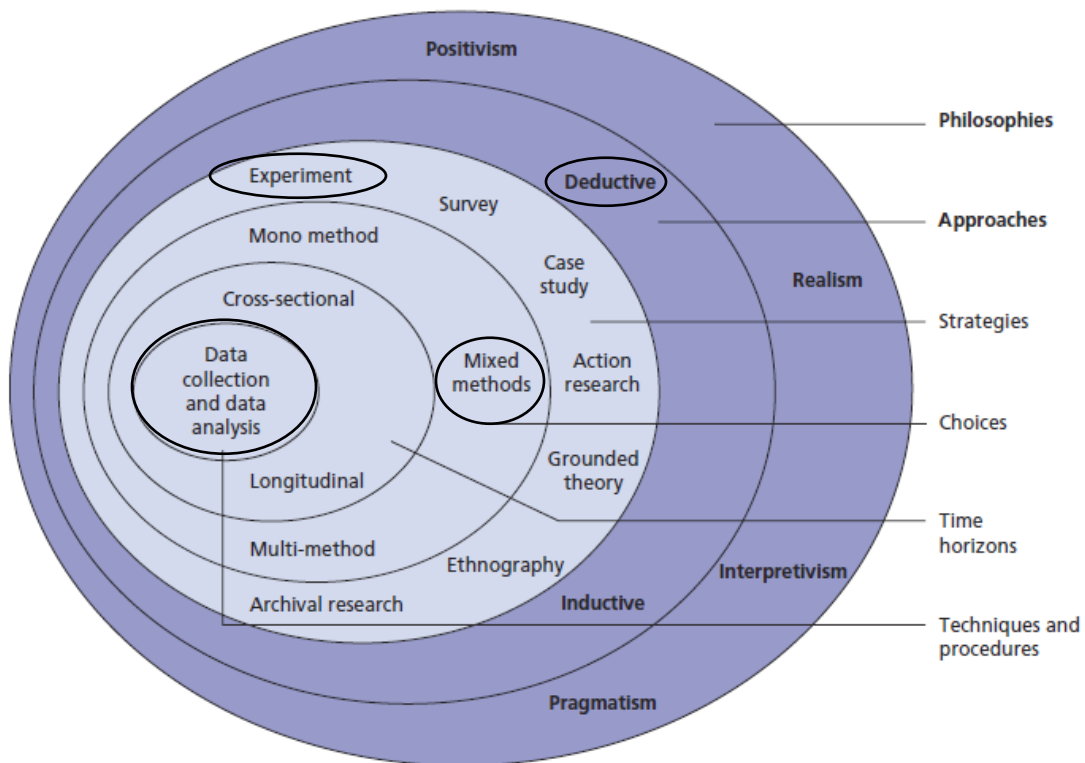 Positivism
Philosophies
Experiment
Deductive
Survey
Approaches
Mono method
Case
study
Realism
Cross-sectional
Strategies
Data
collection
and data
analysis
Mixed
methods
Action
research
Choices
Grounded
theory
Longitudinal
Time
horizons
Multi-method
Ethnography
Interpretivism
Archival research
Inductive
Techniques and
procedures
Pragmatism